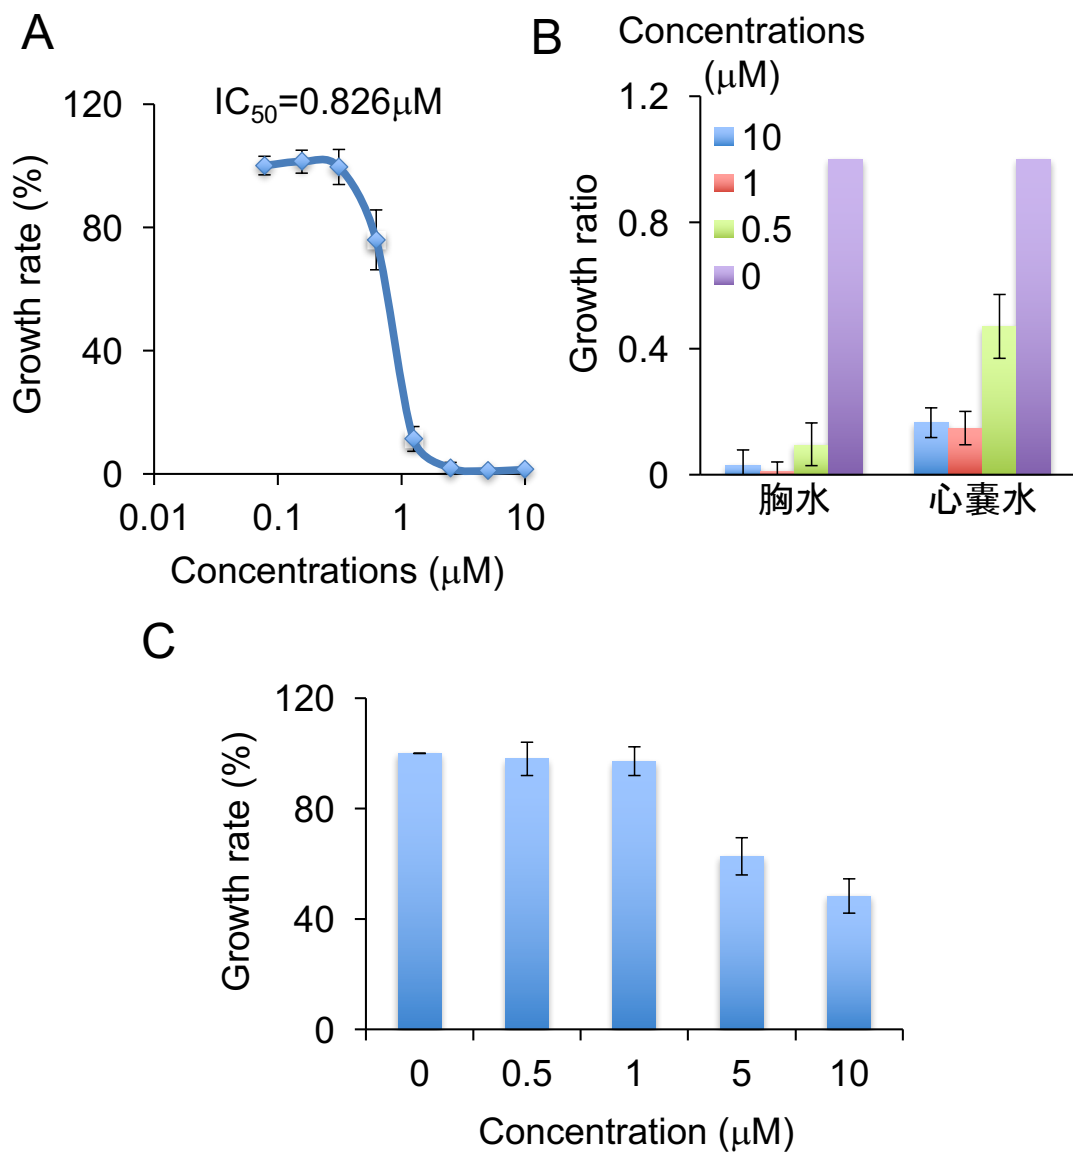 A
IC50=0.826μM
120
80
40
0
Growth rate (%)
0.01
0.1
1
10
Concentrations (μM)
B
Concentrations
(μM)
10
1
0.5
0
1.2
0.8
0.4
0
Growth ratio
胸水
心嚢水
C
120
80
40
0
Growth rate (%)
0
0.5
1
5
10
Concentration (μM)